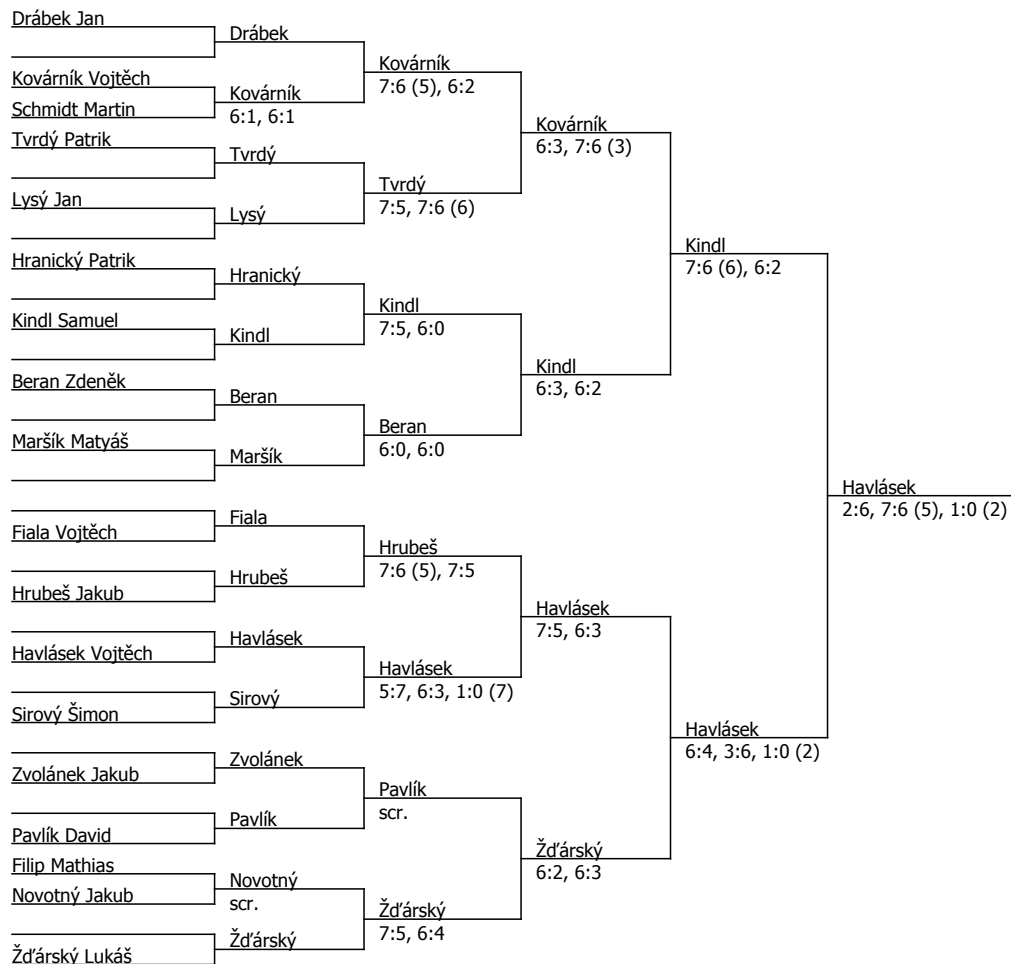 Drábek Jan
Kovárník Vojtěch
Schmidt Martin
Tvrdý Patrik
Lysý Jan
Hranický Patrik
Kindl Samuel
Beran Zdeněk
Maršík Matyáš
Fiala Vojtěch
Hrubeš Jakub
Havlásek Vojtěch
Sirový Šimon
Zvolánek Jakub
Pavlík David
Filip Mathias
Novotný Jakub
Žďárský Lukáš
Drábek
Kovárník
6:1, 6:1
Tvrdý
Lysý
Hranický
Kindl
Beran
Maršík
Fiala
Hrubeš
Havlásek
Sirový
Zvolánek
Pavlík
Novotný
scr.
Žďárský
Kovárník
7:6 (5), 6:2
Tvrdý
7:5, 7:6 (6)
Kindl
7:5, 6:0
Beran
6:0, 6:0
Hrubeš
7:6 (5), 7:5
Havlásek
5:7, 6:3, 1:0 (7)
Pavlík
scr.
Žďárský
7:5, 6:4
Kovárník
6:3, 7:6 (3)
Kindl
6:3, 6:2
Havlásek
7:5, 6:3
Žďárský
6:2, 6:3
Kindl
7:6 (6), 6:2
Havlásek
6:4, 3:6, 1:0 (2)
Havlásek
2:6, 7:6 (5), 1:0 (2)